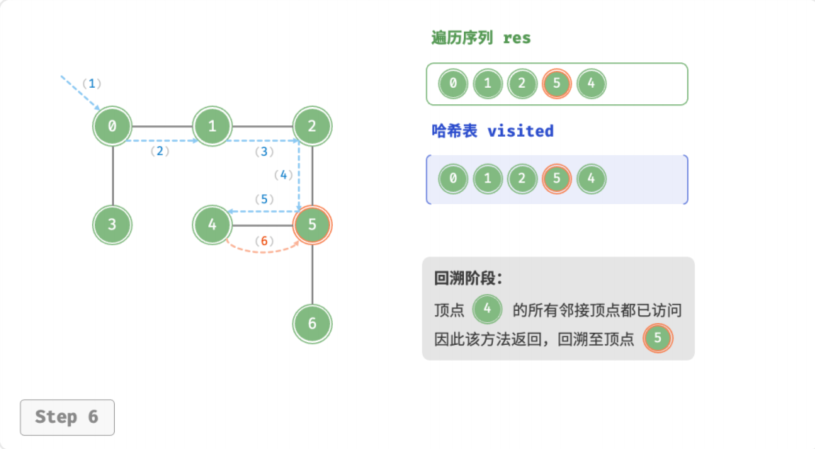 遍历序列 res
0 1 2 5 4
哈希表 visited
0 1 2 5 4
(1)
0 1 2
(2) (3)
(4)
(5)
3 4 5
(6)
6
回溯阶段：
顶点 4 的所有邻接顶点都已访问
因此该方法返回，回溯至顶点 5
Step 6